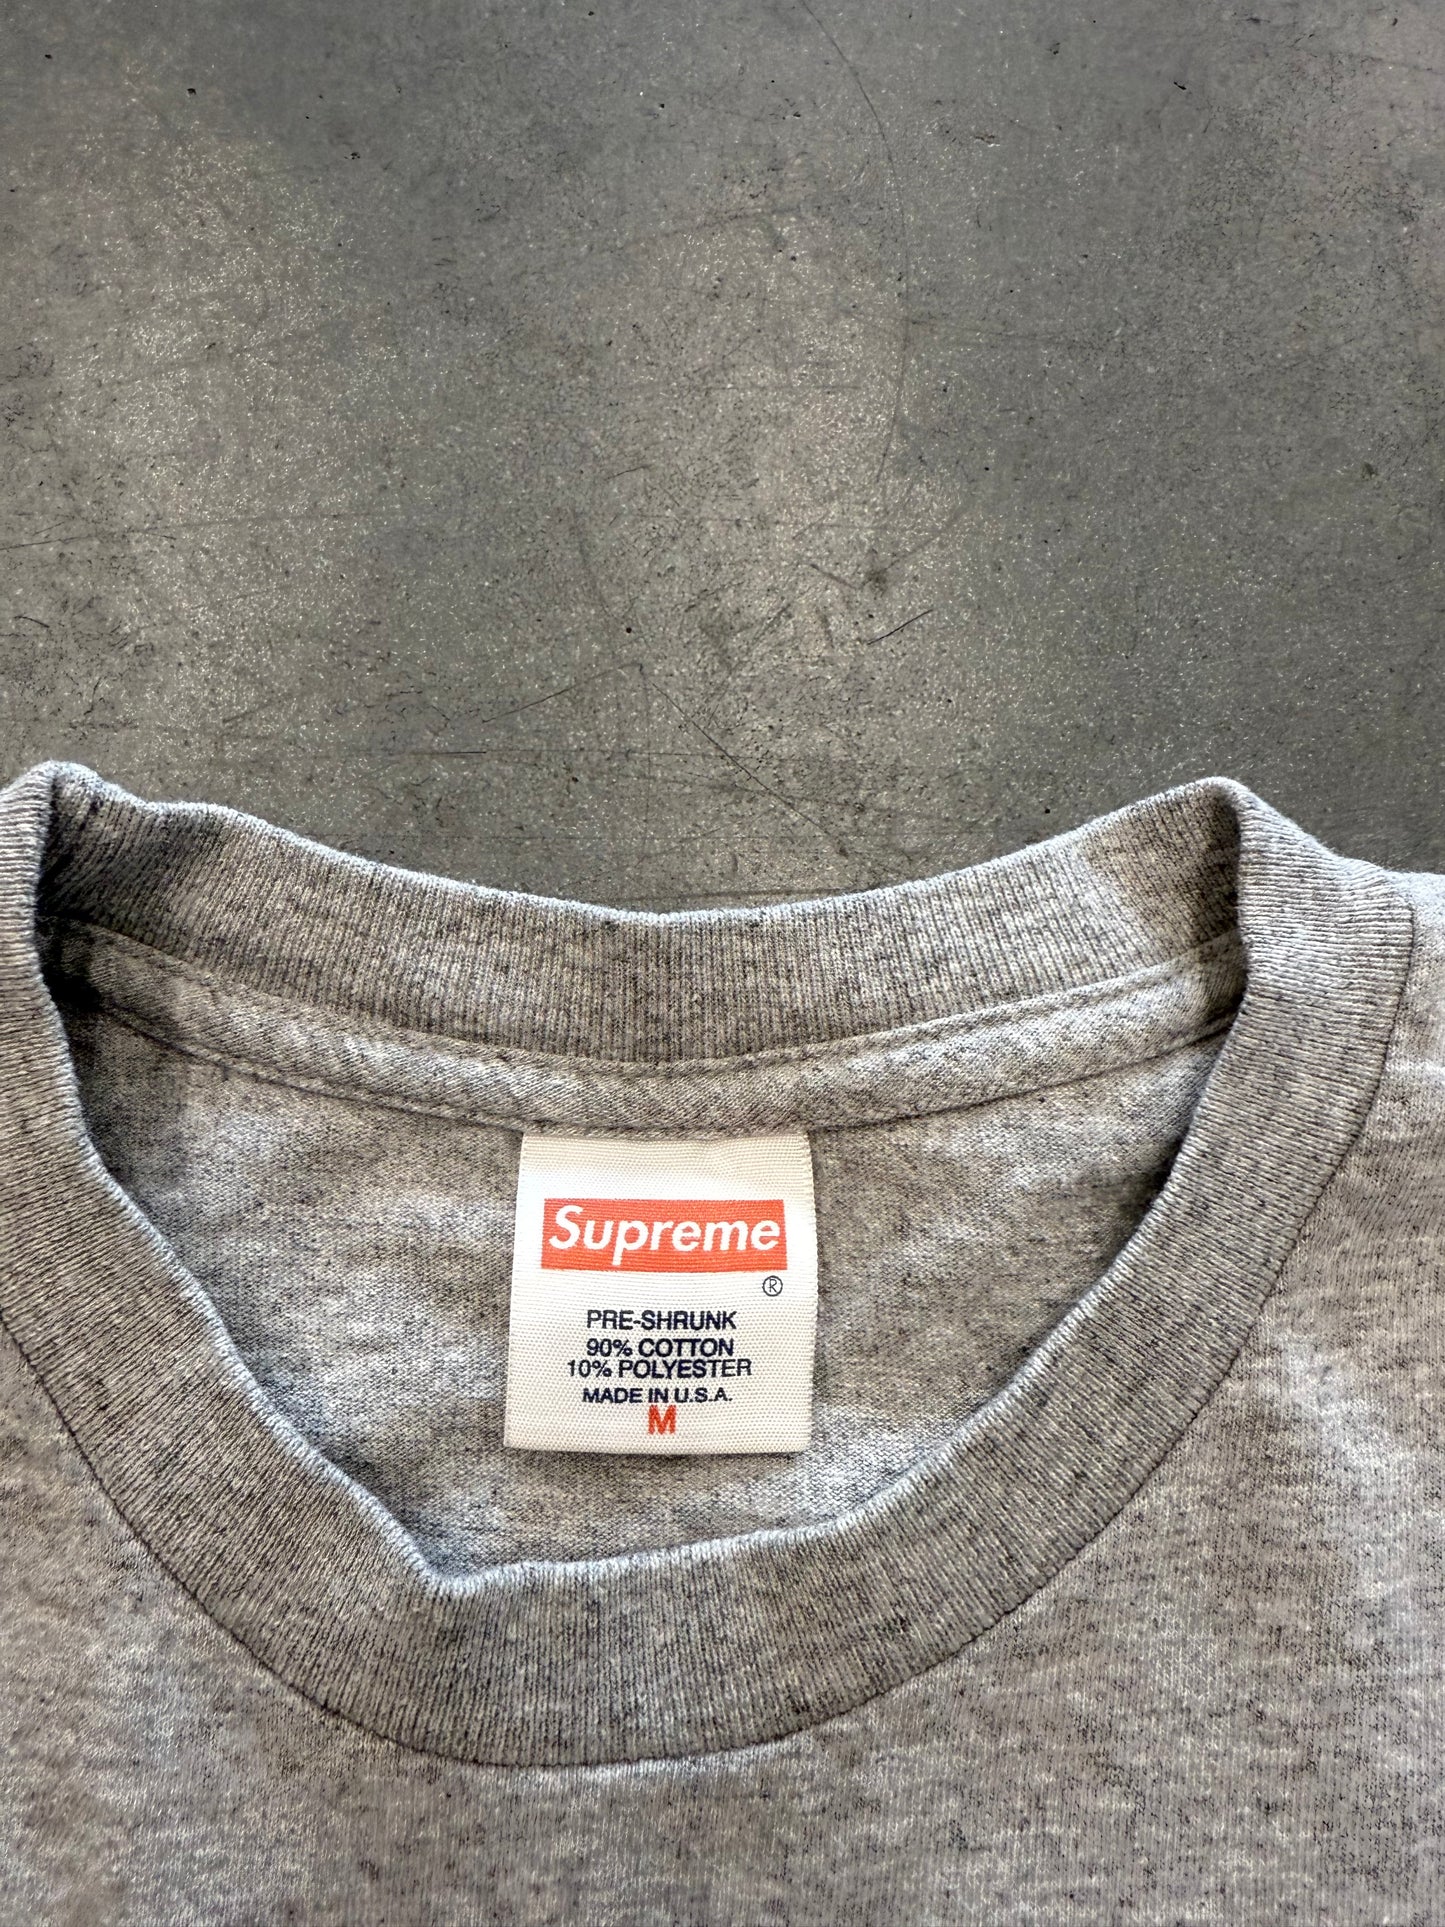 Supreme
®
PRE-SHRUNK
90% COTTON
10% POLYESTER
MADE IN U.S.A.
M